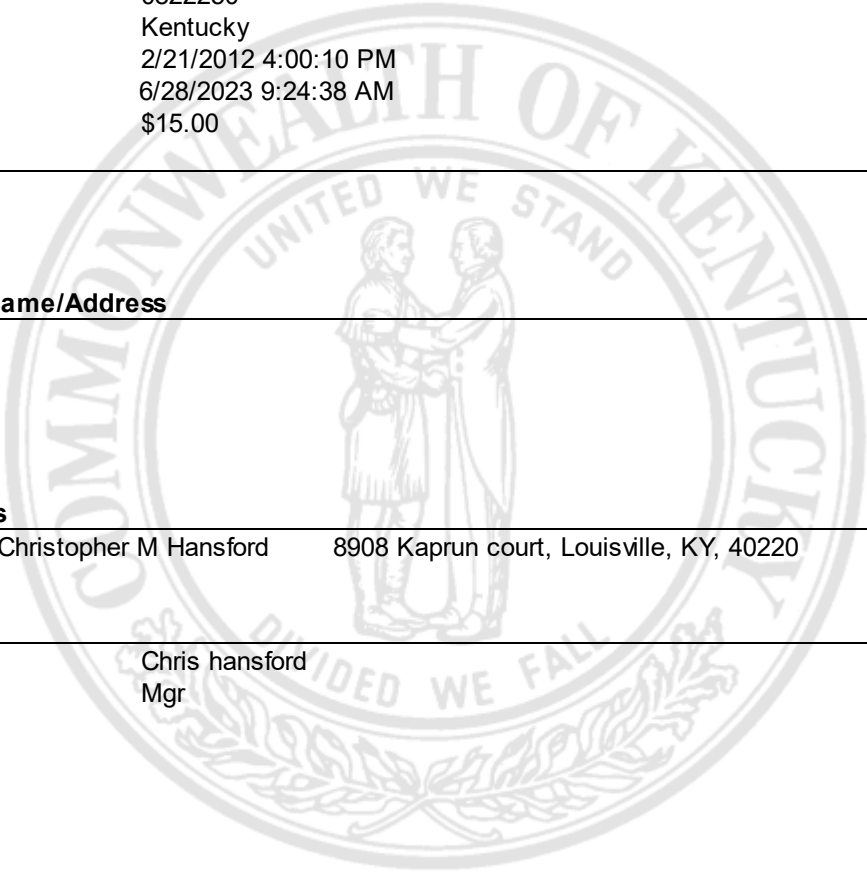 Kentucky
2/21/2012 4:00:10 PM
6/28/2023 9:24:38 AM
$15.00
COMMONWEALTH OF KENTUCKY
UNITED WE STAND
ame/Address
s
Christopher M Hansford 8908 Kaprun court, Louisville, KY, 40220
DIVIDED WE FALL
Chris hansford
Mgr